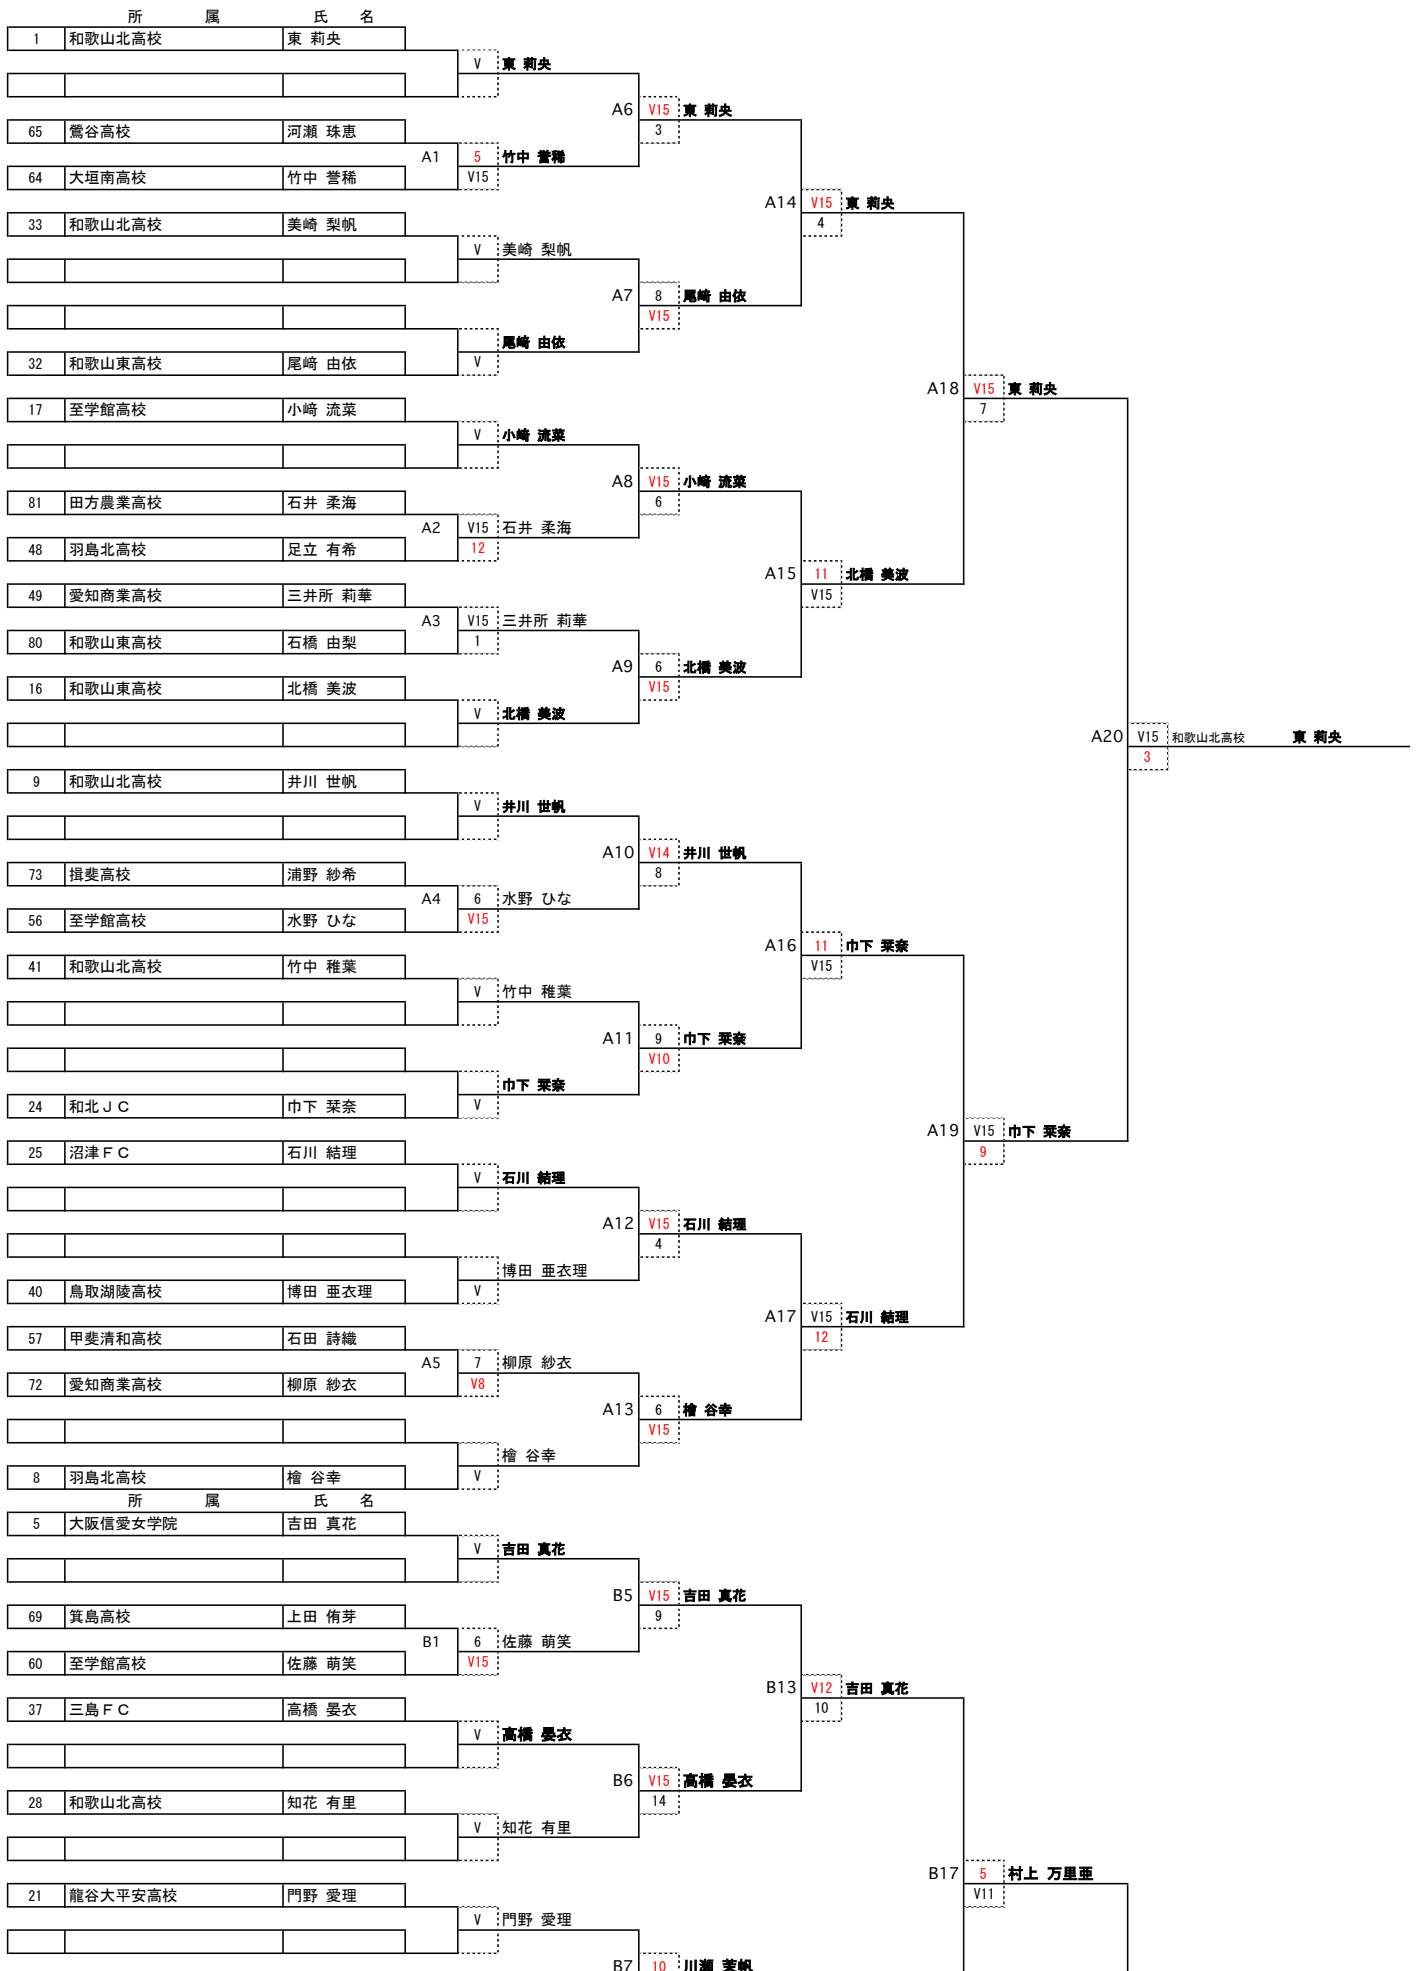 所 属 氏 名
1 和歌山北高校 東 莉央
V 東 莉央
A6 V15 東 莉央
3
65 鶯谷高校 河瀬 珠恵
A1 5 竹中 誉稀
V15
64 大垣南高校 竹中 誉稀
A14 V15 東 莉央
4
33 和歌山北高校 美崎 梨帆
V 美崎 梨帆
A7 8 尾﨑 由依
V15
尾﨑 由依
V
32 和歌山東高校 尾﨑 由依
A18 V15 東 莉央
7
17 至学館高校 小﨑 流菜
V 小﨑 流菜
A8 V15 小﨑 流菜
6
81 田方農業高校 石井 柔海
A2 V15 石井 柔海
12
48 羽島北高校 足立 有希
A15 11 北橋 美波
V15
49 愛知商業高校 三井所 莉華
A3 V15 三井所 莉華
1
80 和歌山東高校 石橋 由梨
A9 6 北橋 美波
V15
16 和歌山東高校 北橋 美波
V 北橋 美波
A20 V15 和歌山北高校 東 莉央
3
9 和歌山北高校 井川 世帆
V 井川 世帆
A10 V14 井川 世帆
8
73 揖斐高校 浦野 紗希
A4 6 水野 ひな
V15
56 至学館高校 水野 ひな
A16 11 巾下 栞奈
V15
41 和歌山北高校 竹中 稚葉
V 竹中 稚葉
A11 9 巾下 栞奈
V10
巾下 栞奈
V
24 和北ＪＣ 巾下 栞奈
A19 V15 巾下 栞奈
9
25 沼津ＦＣ 石川 結理
V 石川 結理
A12 V15 石川 結理
4
博田 亜衣理
V
40 鳥取湖陵高校 博田 亜衣理
A17 V15 石川 結理
12
57 甲斐清和高校 石田 詩織
A5 7 柳原 紗衣
V8
72 愛知商業高校 柳原 紗衣
A13 6 檜 谷幸
V15
檜 谷幸
V
8 羽島北高校 檜 谷幸
所 属 氏 名
5 大阪信愛女学院 吉田 真花
V 吉田 真花
B5 V15 吉田 真花
9
69 箕島高校 上田 侑芽
B1 6 佐藤 萌笑
V15
60 至学館高校 佐藤 萌笑
B13 V12 吉田 真花
10
37 三島ＦＣ 高橋 晏衣
V 高橋 晏衣
B6 V15 高橋 晏衣
14
28 和歌山北高校 知花 有里
V 知花 有里
B17 5 村上 万里亜
V11
21 龍谷大平安高校 門野 愛理
V 門野 愛理
B7 10 川瀬 茉帆